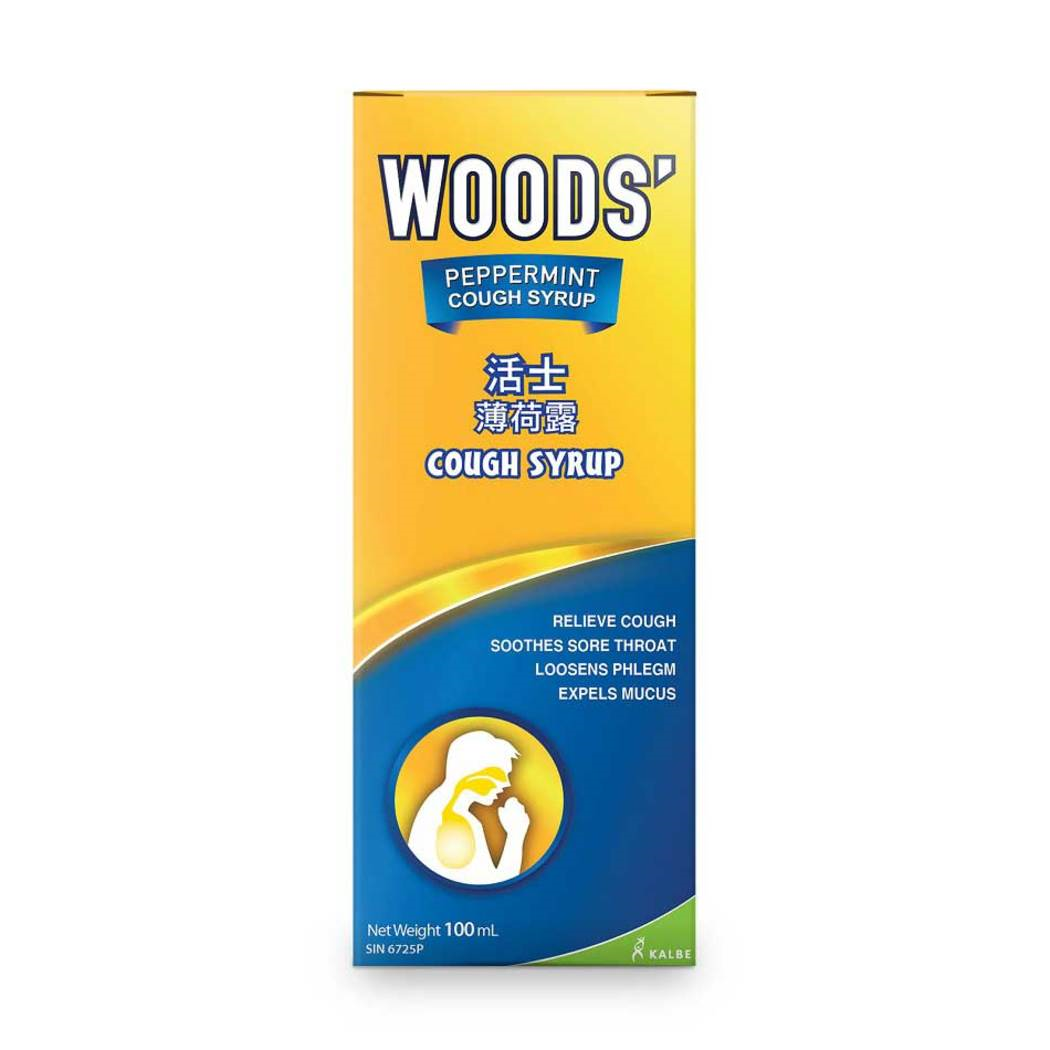 WOODS'
PEPPERMINT
COUGH SYRUP
活士
薄荷露
COUGH SYRUP
RELIEVE COUGH
SOOTHES SORE THROAT
LOOSENS PHLEGM
EXPELS MUCUS
Net Weight 100 mL
SIN 6725P
KALBE